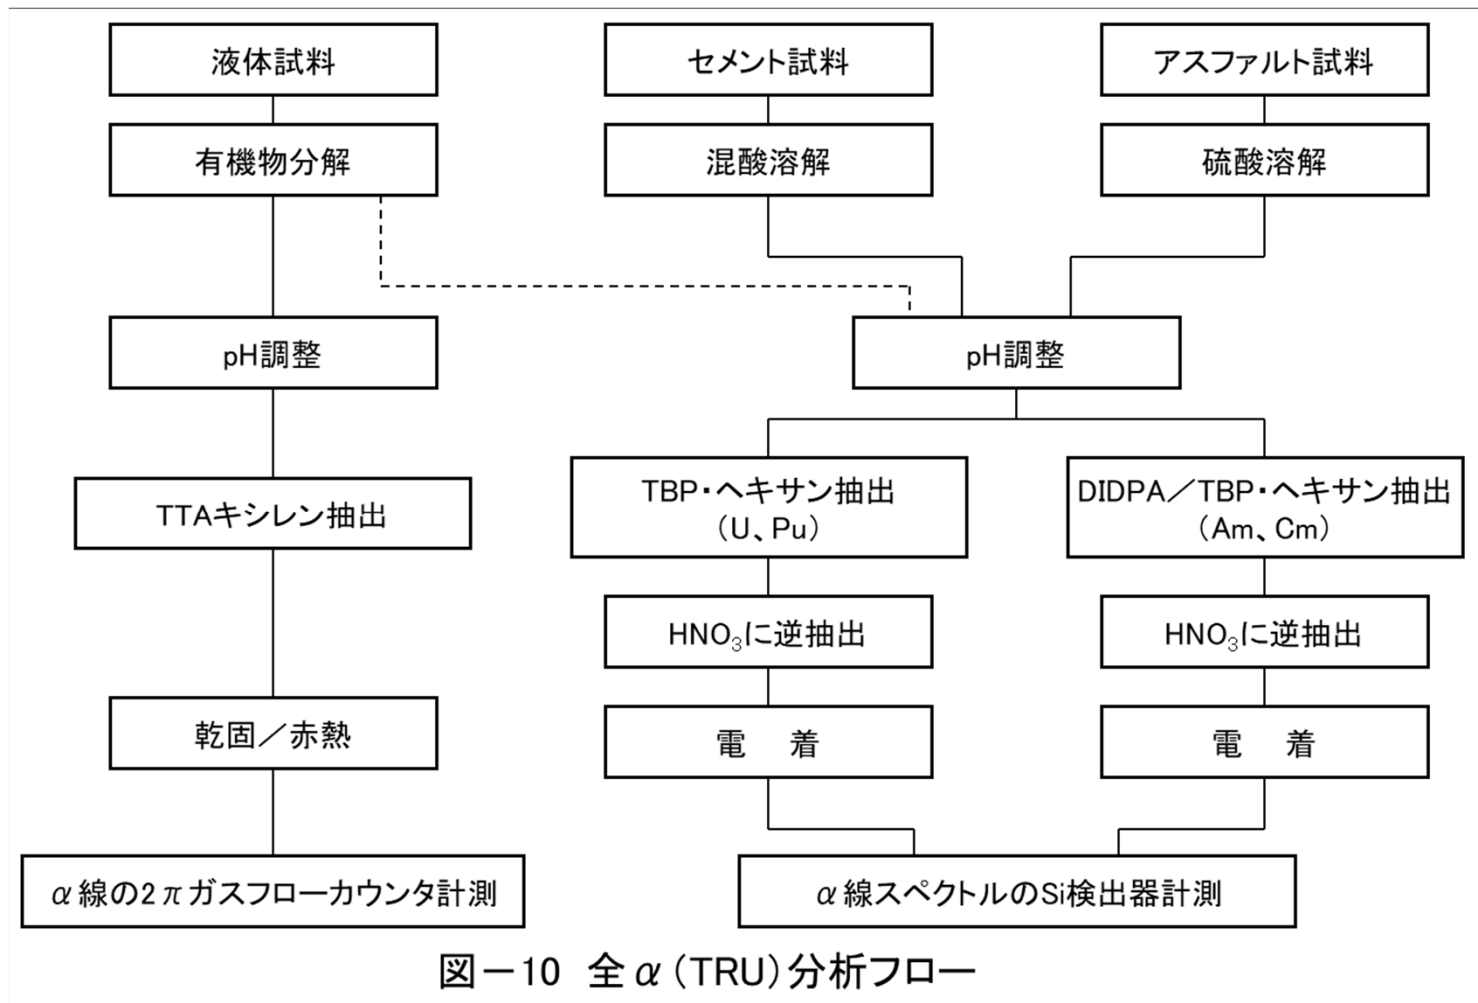 液体試料
セメント試料
アスファルト試料
有機物分解
混酸溶解
硫酸溶解
pH調整
pH調整
TTAキシレン抽出
TBP・ヘキサン抽出
（U、Pu）
DIDPA／TBP・ヘキサン抽出
（Am、Cm）
HNO₃に逆抽出
HNO₃に逆抽出
乾固／赤熱
電　着
電　着
α線の2πガスフローカウンタ計測
α線スペクトルのSi検出器計測
図－10 全α（TRU）分析フロー